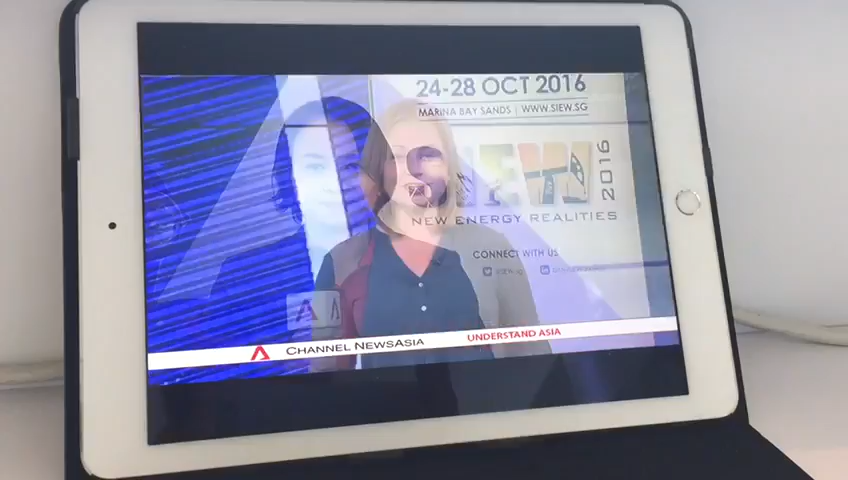 24-28 OCT 2016
MARINA BAY SANDS | WWW.SIEW.SG
SIEW 2016
NEW ENERGY REALITIES
CONNECT WITH US
CHANNEL NEWSASIA
UNDERSTAND ASIA